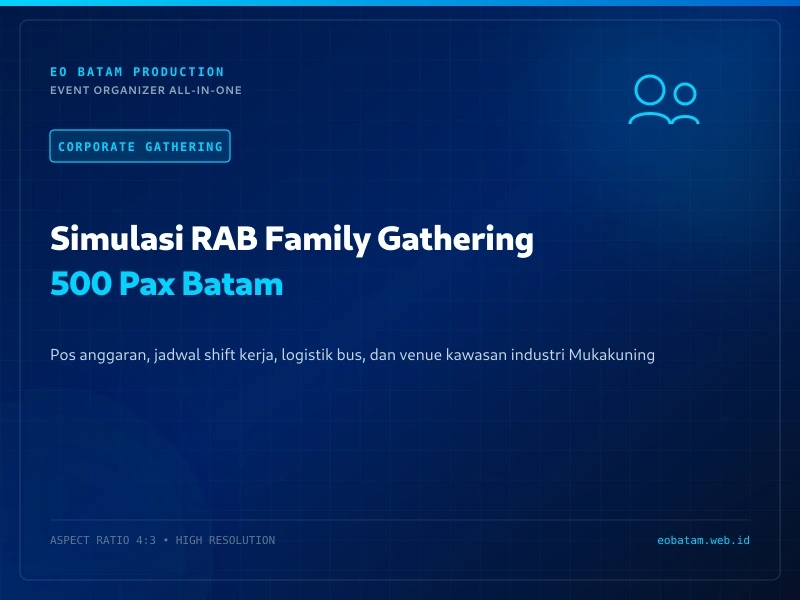 EO BATAM PRODUCTION
EVENT ORGANIZER ALL-IN-ONE
CORPORATE GATHERING
Simulasi RAB Family Gathering
500 Pax Batam
Pos anggaran, jadwal shift kerja, logistik bus, dan venue kawasan industri Mukakuning
ASPECT RATIO 4:3 • HIGH RESOLUTION
eobatam.web.id